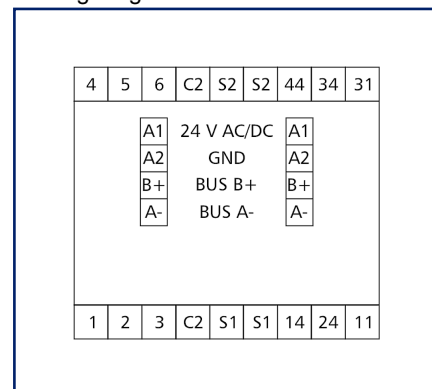 4 5 6 C2 S2 S2 44 34 31
A1 24 V AC/DC A1
A2 GND A2
B+ BUS B+ B+
A- BUS A- A-
1 2 3 C2 S1 S1 14 24 11